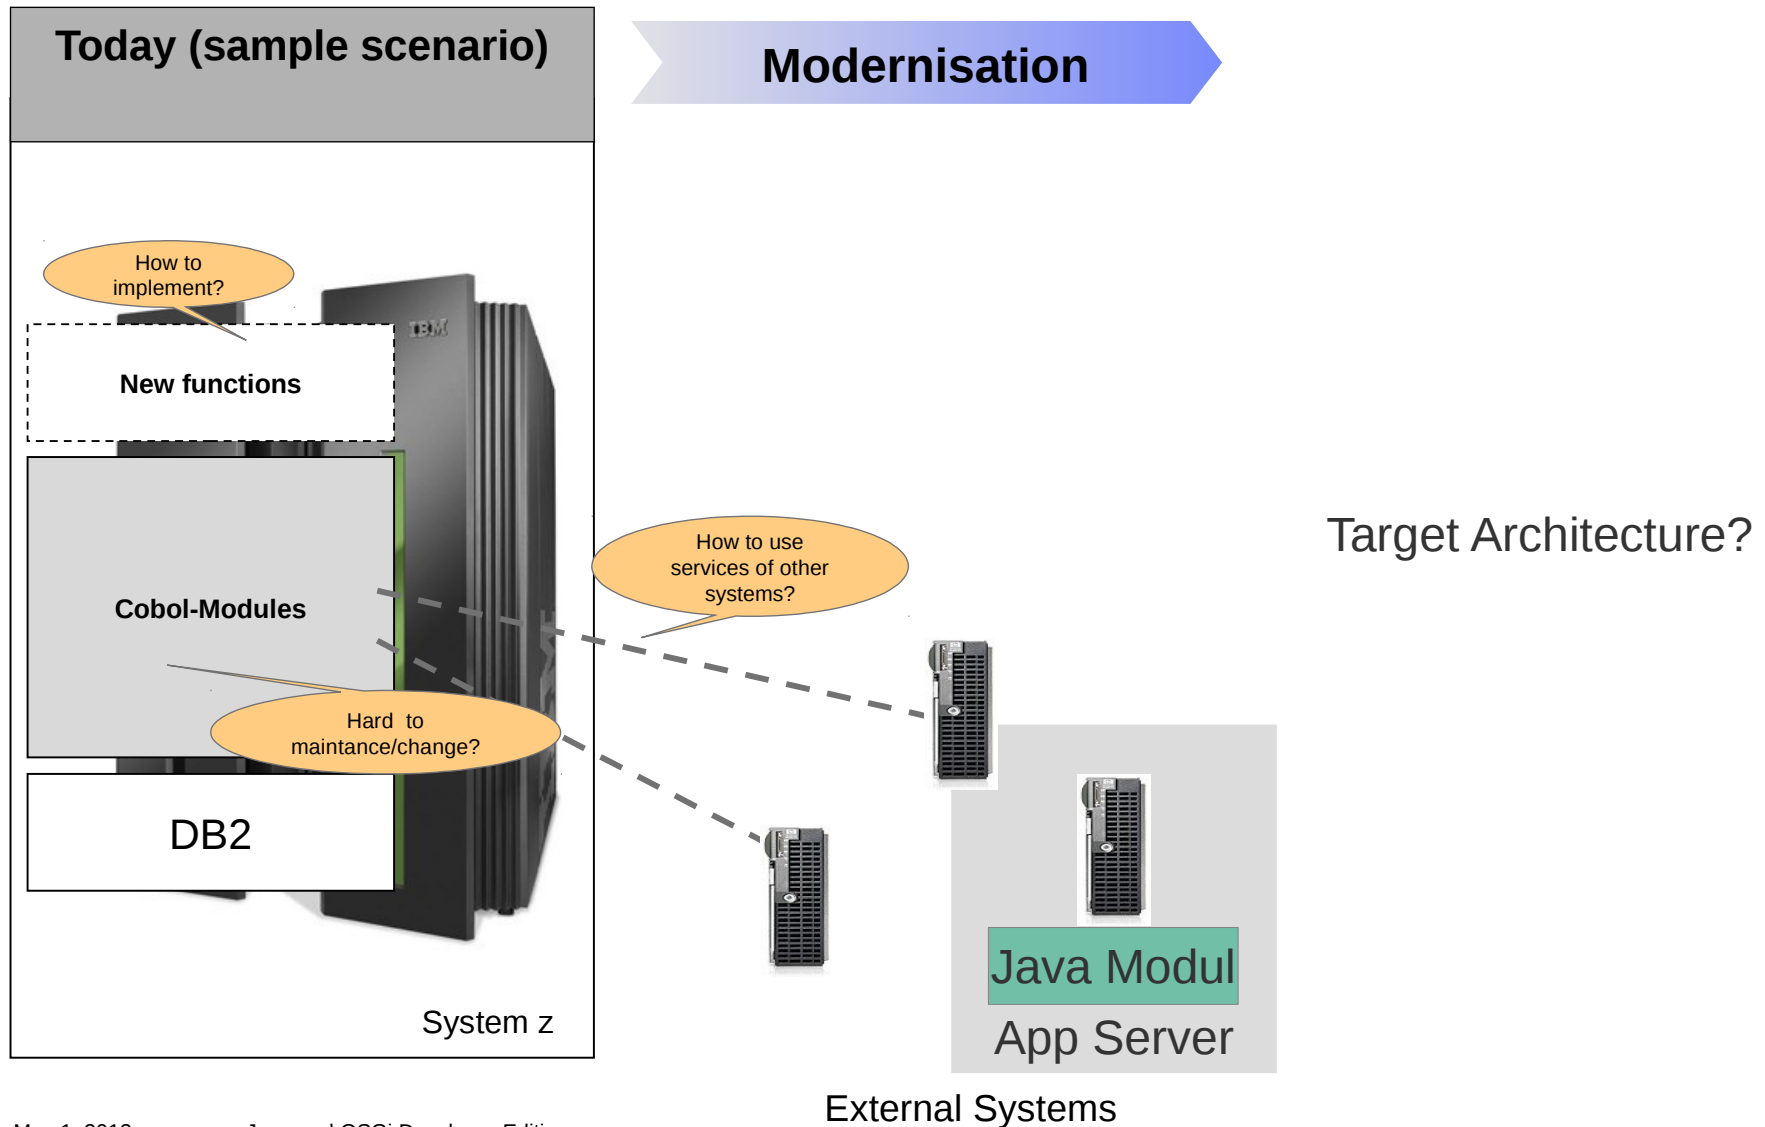 Today (sample scenario)
Modernisation
How to
implement?
IBM
New functions
Cobol-Modules
How to use
services of other
systems?
Target Architecture?
Hard to
maintance/change?
DB2
Java Modul
System z
App Server
External Systems